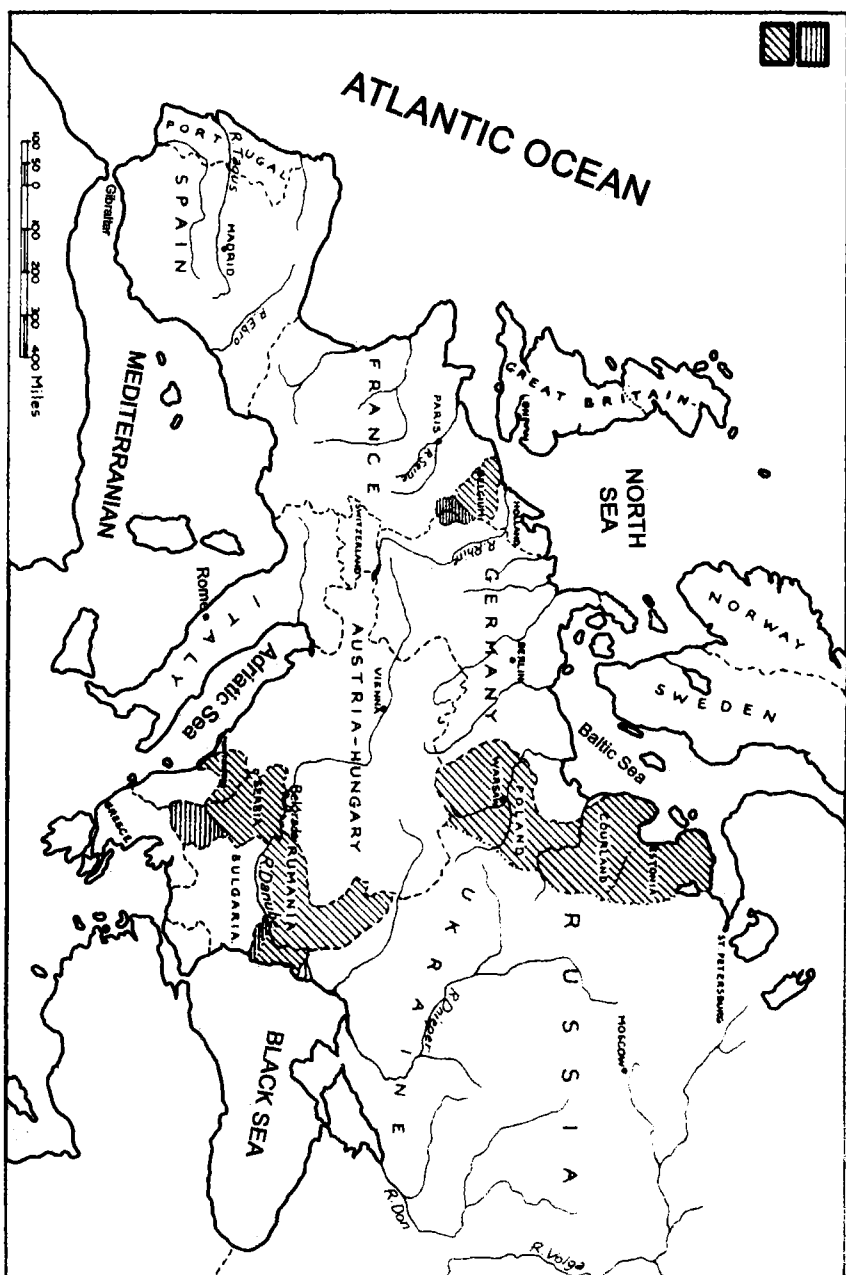 ATLANTIC OCEAN
NORTH
SEA
NORWAY
SWEDEN
Baltic Sea
GREAT BRITAIN
LONDON
HOLLAND
BELGIUM
R. Rhine
GERMANY
BERLIN
POLAND
WARSAW
COURLAND
ESTONIA
ST PETERSBURG
MOSCOW
RUSSIA
UKRAINE
R. Dnieper
R. Don
R. Volga
PARIS
R. Seine
FRANCE
SWITZERLAND
AUSTRIA-HUNGARY
VIENNA
PORTUGAL
R. Tagus
SPAIN
MADRID
R. Ebro
Gibraltar
MEDITERRANIAN
ITALY
Rome
Adriatic Sea
SERBIA
Belgrade
RUMANIA
R. Danube
BULGARIA
GREECE
BLACK SEA
100 50 0 100 200 300 400 Miles